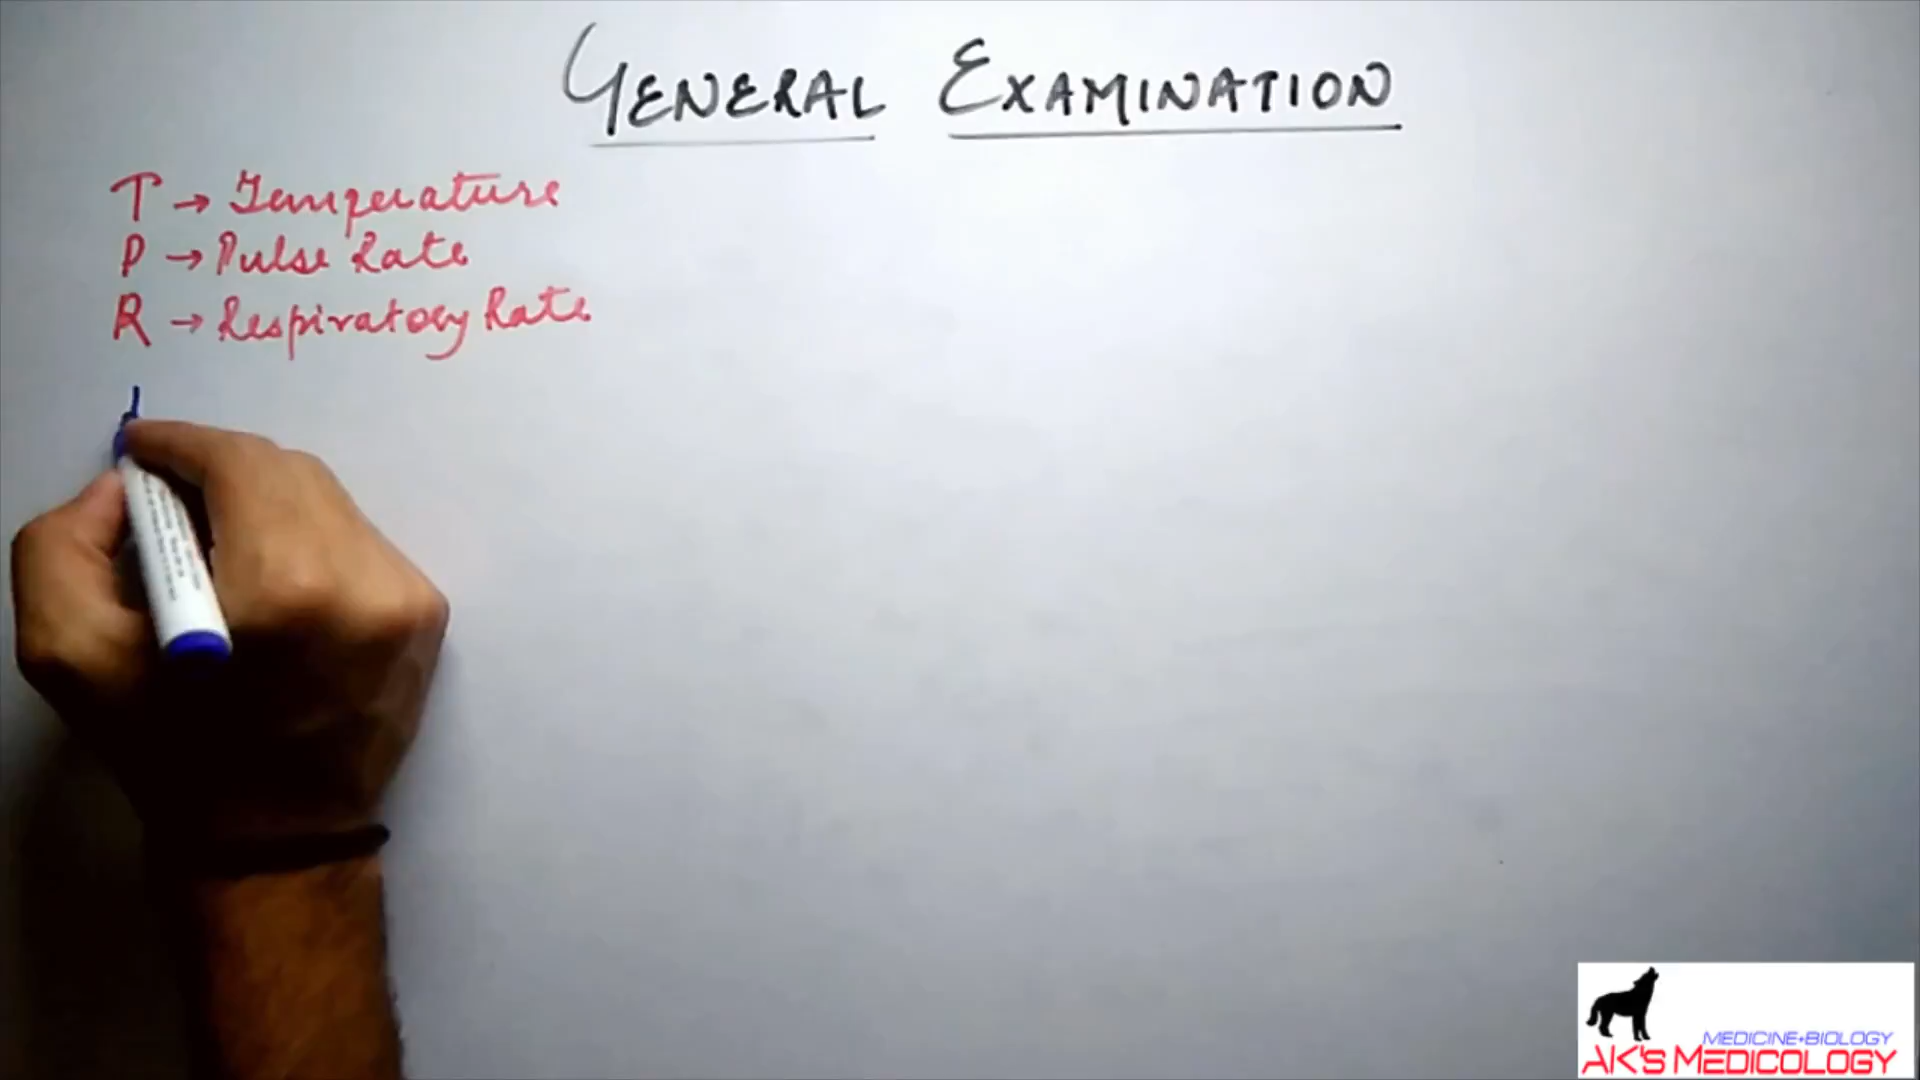 GENERAL EXAMINATION
T → Temperature
P → Pulse Rate
R → Respiratory Rate
MEDICINE+BIOLOGY
AK's MEDICOLOGY